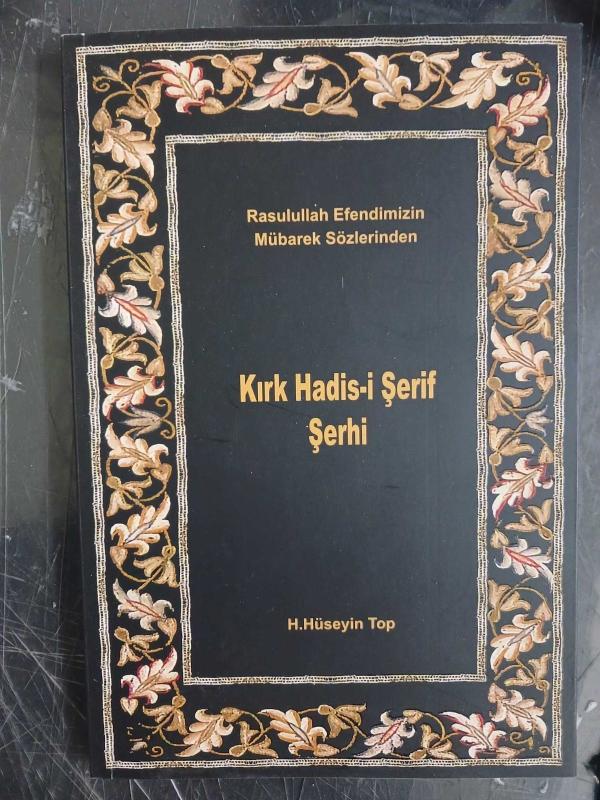 Rasulullah Efendimizin
Mübarek Sözlerinden
Kırk Hadis-i Şerif
Şerhi
H.Hüseyin Top